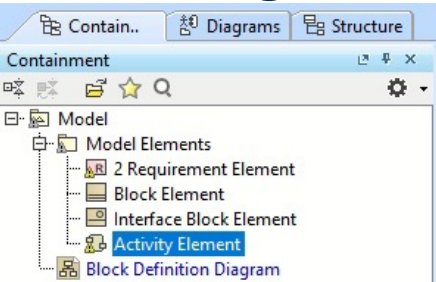 Contain.. Diagrams Structure
Containment
Model
Model Elements
2 Requirement Element
Block Element
Interface Block Element
Activity Element
Block Definition Diagram